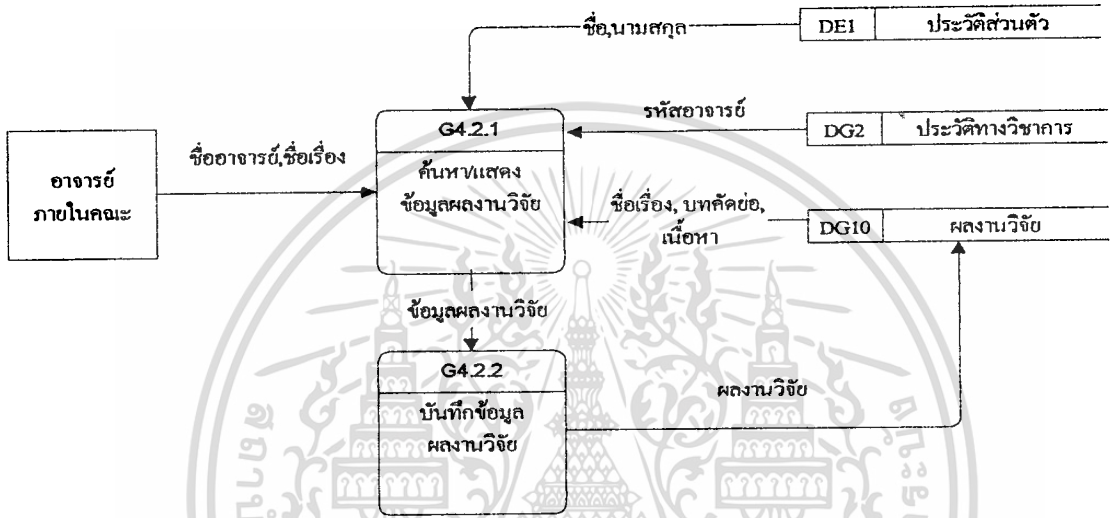 ชื่อ,นามสกุล
DE1 ประวัติส่วนตัว
G4.2.1
รหัสอาจารย์
DG2 ประวัติทางวิชาการ
อาจารย์
ภายในคณะ
ชื่ออาจารย์,ชื่อเรื่อง
ค้นหา/แสดง
ข้อมูลผลงานวิจัย
ชื่อเรื่อง, บทคัดย่อ,
เนื้อหา
DG10 ผลงานวิจัย
ข้อมูลผลงานวิจัย
G4.2.2
บันทึกข้อมูล
ผลงานวิจัย
ผลงานวิจัย